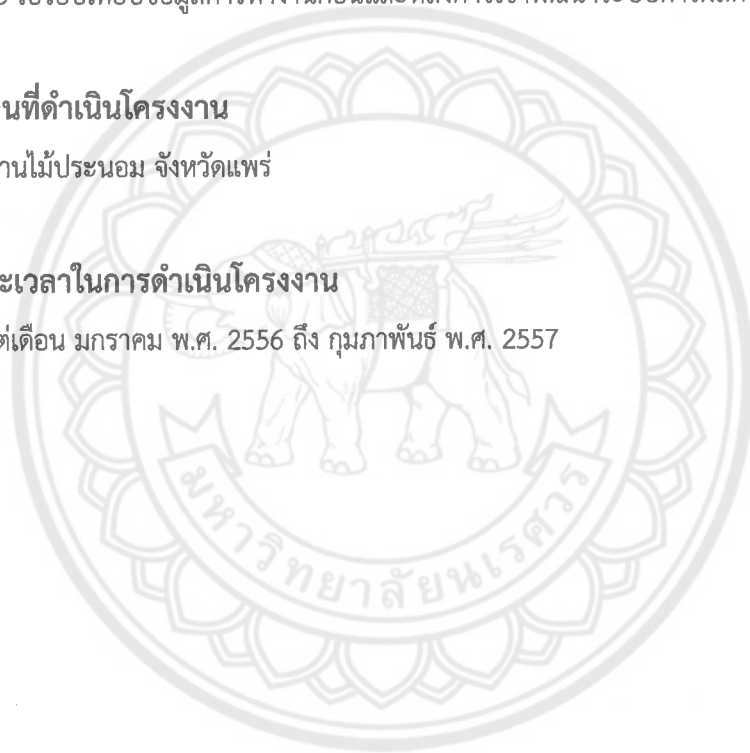 นที่ดำเนินโครงงาน
านไม้ประนอม จังหวัดแพร่
ะเวลาในการดำเนินโครงงาน
ต่เดือน มกราคม พ.ศ. 2556 ถึง กุมภาพันธ์ พ.ศ. 2557
มหาวิทยาลัยนเรศวร